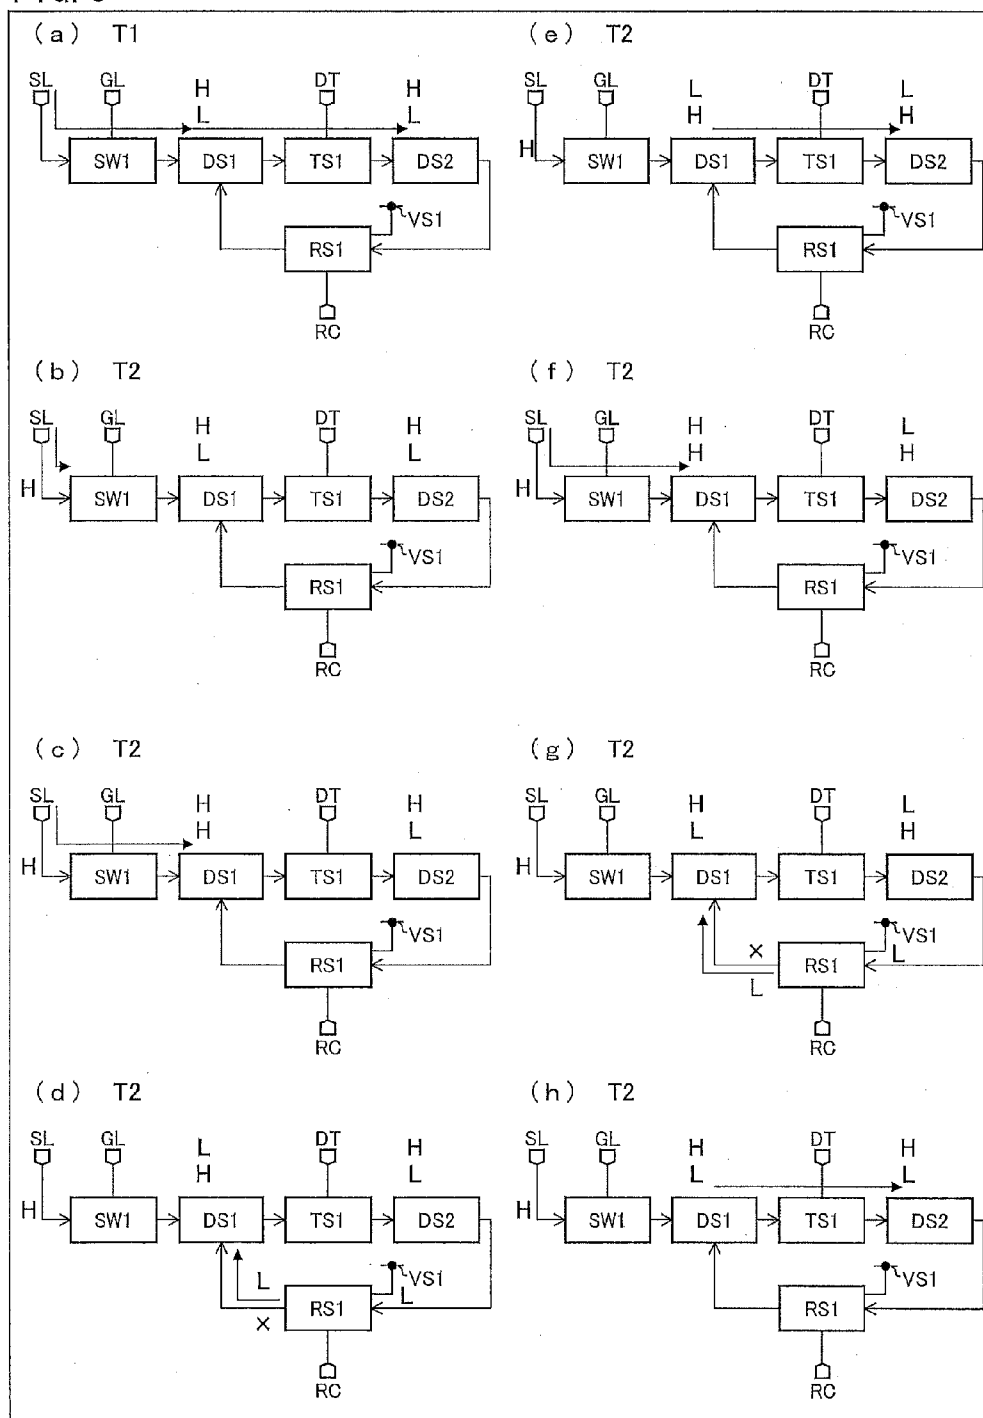 (a) T1
SL GL H DT H
L L
SW1 DS1 TS1 DS2
VS1
RS1
RC
(b) T2
SL GL H DT H
L L
H SW1 DS1 TS1 DS2
VS1
RS1
RC
(c) T2
SL GL H DT H
H L
H SW1 DS1 TS1 DS2
VS1
RS1
RC
(d) T2
SL GL L DT H
H L
H SW1 DS1 TS1 DS2
L VS1
RS1 L
×
RC
(e) T2
SL GL L DT L
H H
H SW1 DS1 TS1 DS2
VS1
RS1
RC
(f) T2
SL GL H DT L
H H
H SW1 DS1 TS1 DS2
VS1
RS1
RC
(g) T2
SL GL H DT L
L H
H SW1 DS1 TS1 DS2
VS1
× RS1 L
L
RC
(h) T2
SL GL H DT H
L L
H SW1 DS1 TS1 DS2
VS1
RS1
RC